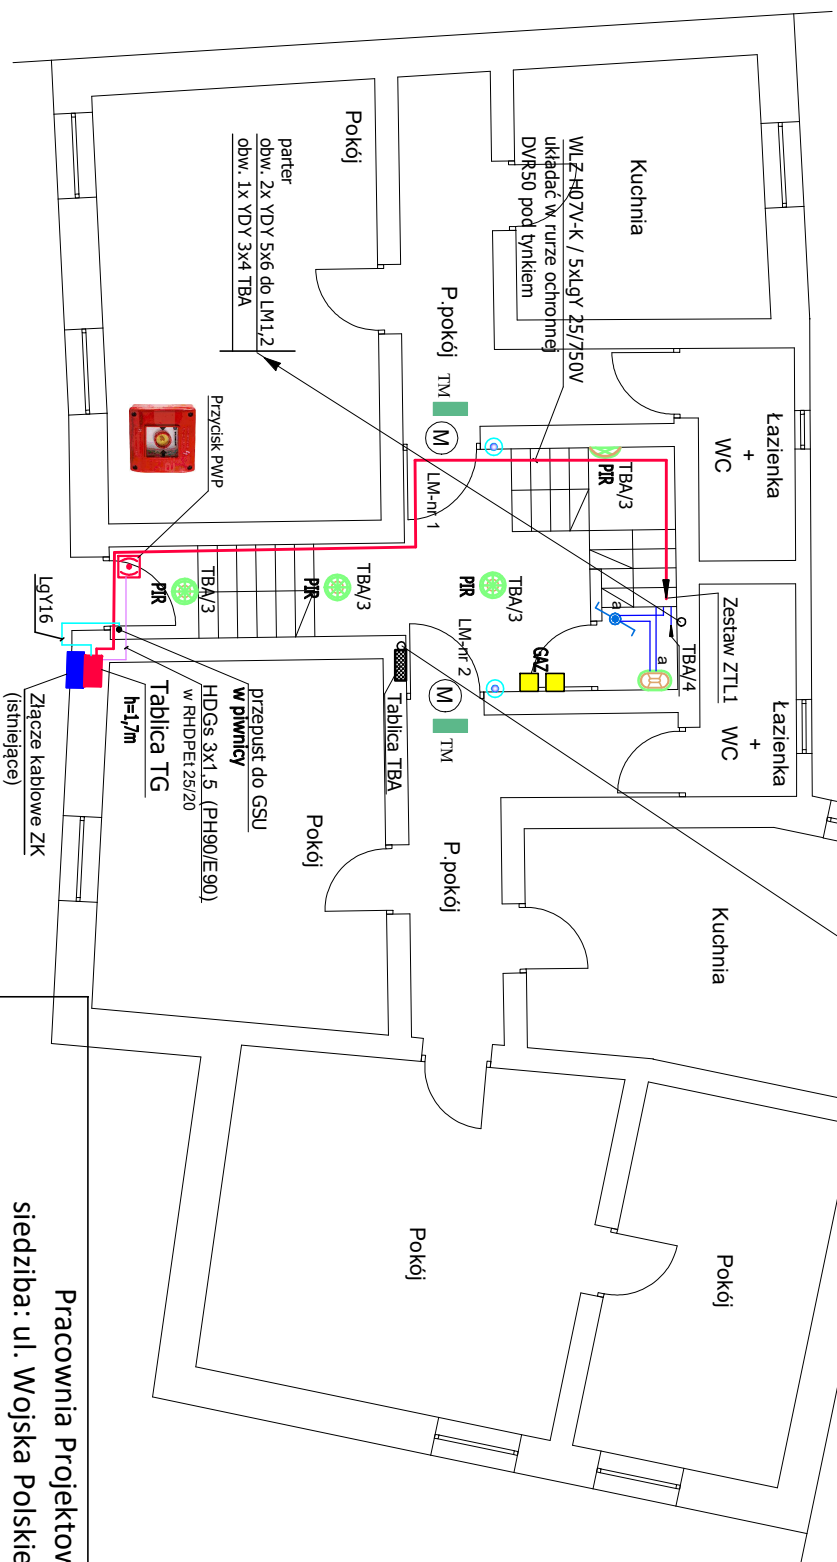 Pokój
parter
obw. 2x YDY 5x6 do LM1,2
obw. 1x YDY 3x4 TBA
Kuchnia
WLZ H07V-K / 5xLgY 25/750V
układać w rurze ochronnej
DVR50 pod tynkiem
P.pokój
TM
M
LM-nr 1
Łazienka
+
WC
TBA/3
PIR
Przycisk PWP
TBA/3
PIR
TBA/3
PIR
TBA/3
PIR
LM-nr 2
GAZ
a
a
TBA/4
Zestaw ZTL1
Łazienka
+
WC
M
TM
Tablica TBA
LgY16
przepust do GSU
w piwnicy
HDGs 3x1,5 (PH90/E90)
w RHDPEt 25/20
Tablica TG
h=1,7m
Złącze kablowe ZK
(istniejące)
Pokój
P.pokój
Kuchnia
Pokój
Pokój
Pracownia Projektow
siedziba: ul. Wojska Polskie